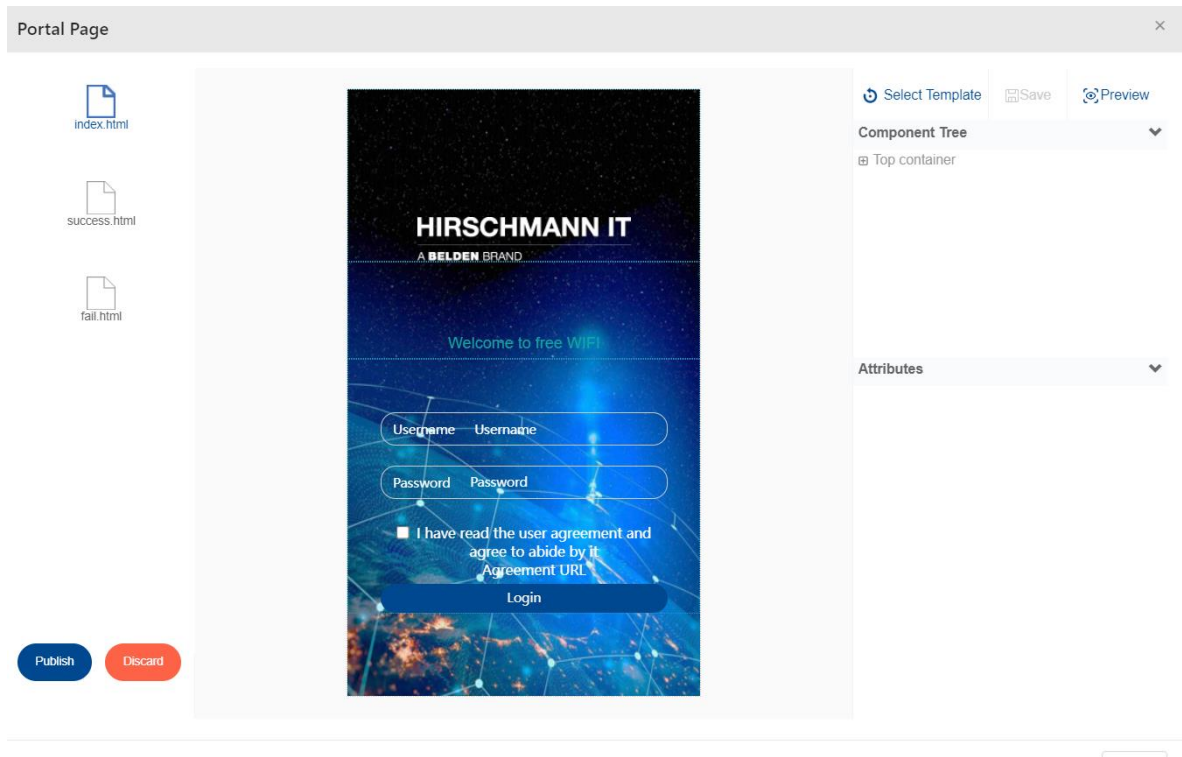 Portal Page
×
index.html
success.html
fail.html
Publish
Discard
HIRSCHMANN IT
A BELDEN BRAND
Welcome to free WIFI
Username Username
Password Password
I have read the user agreement and
agree to abide by it
Agreement URL
Login
Select Template Save Preview
Component Tree
Top container
Attributes